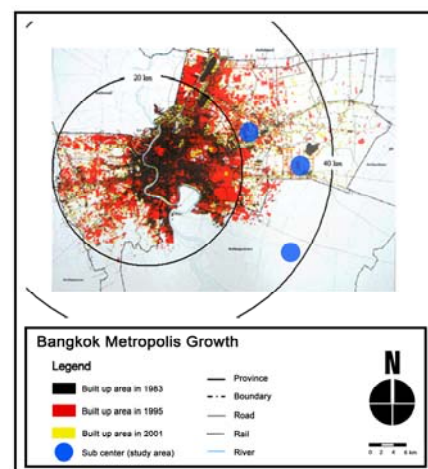 20 km
40 km
Bangkok Metropolis Growth
Legend
Built up area in 1963
Built up area in 1995
Built up area in 2001
Sub center (study area)
Province
Boundary
Road
Rail
River
N
0 2 4 6 km